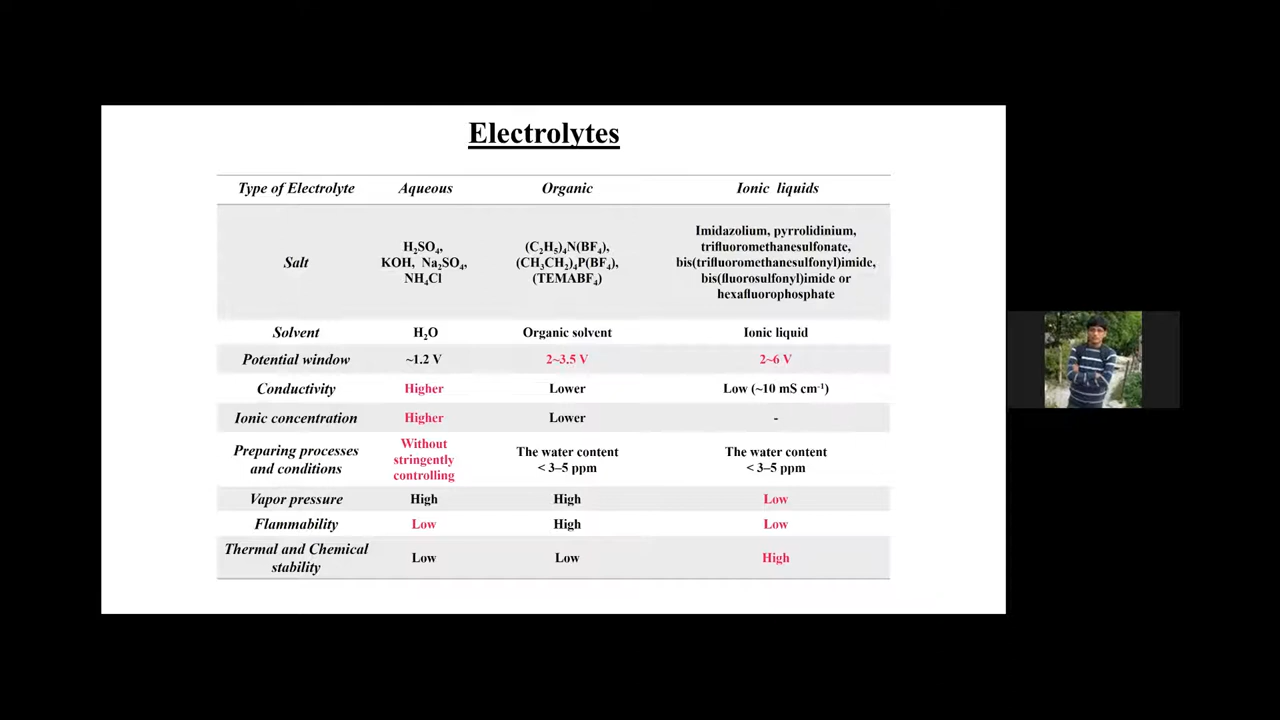 Electrolytes
Type of Electrolyte Aqueous Organic Ionic liquids
Salt
H₂SO₄,
KOH, Na₂SO₄,
NH₄Cl
(C₂H₅)₄N(BF₄),
(CH₃CH₂)₄P(BF₄),
(TEMABF₄)
Imidazolium, pyrrolidinium,
trifluoromethanesulfonate,
bis(trifluoromethanesulfonyl)imide,
bis(fluorosulfonyl)imide or
hexafluorophosphate
Solvent H₂O Organic solvent Ionic liquid
Potential window ~1.2 V 2~3.5 V 2~6 V
Conductivity Higher Lower Low (~10 mS cm⁻¹)
Ionic concentration Higher Lower -
Preparing processes
and conditions
Without
stringently
controlling
The water content
< 3–5 ppm
The water content
< 3–5 ppm
Vapor pressure High High Low
Flammability Low High Low
Thermal and Chemical
stability
Low Low High